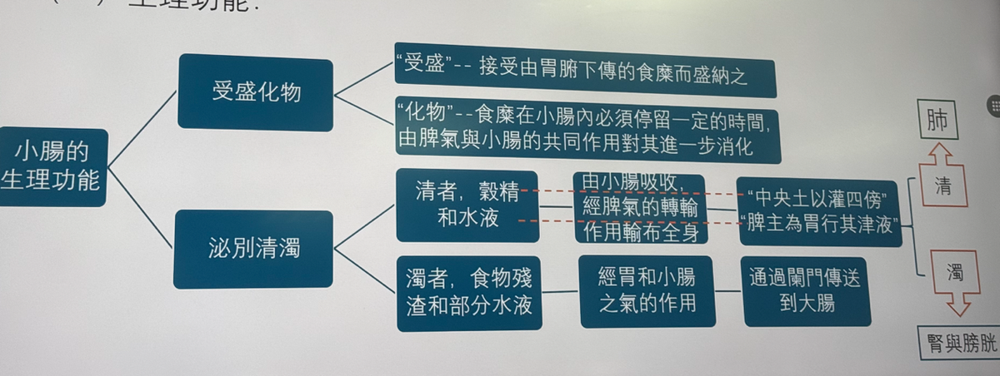 生理功能:
小腸的
生理功能
受盛化物
“受盛”-- 接受由胃腑下傳的食糜而盛納之
“化物”--食糜在小腸內必須停留一定的時間,
由脾氣與小腸的共同作用對其進一步消化
泌別清濁
清者，穀精
和水液
由小腸吸收,
經脾氣的轉輸
作用輸布全身
“中央土以灌四傍”
“脾主為胃行其津液”
濁者，食物殘
渣和部分水液
經胃和小腸
之氣的作用
通過闌門傳送
到大腸
肺
清
濁
腎與膀胱